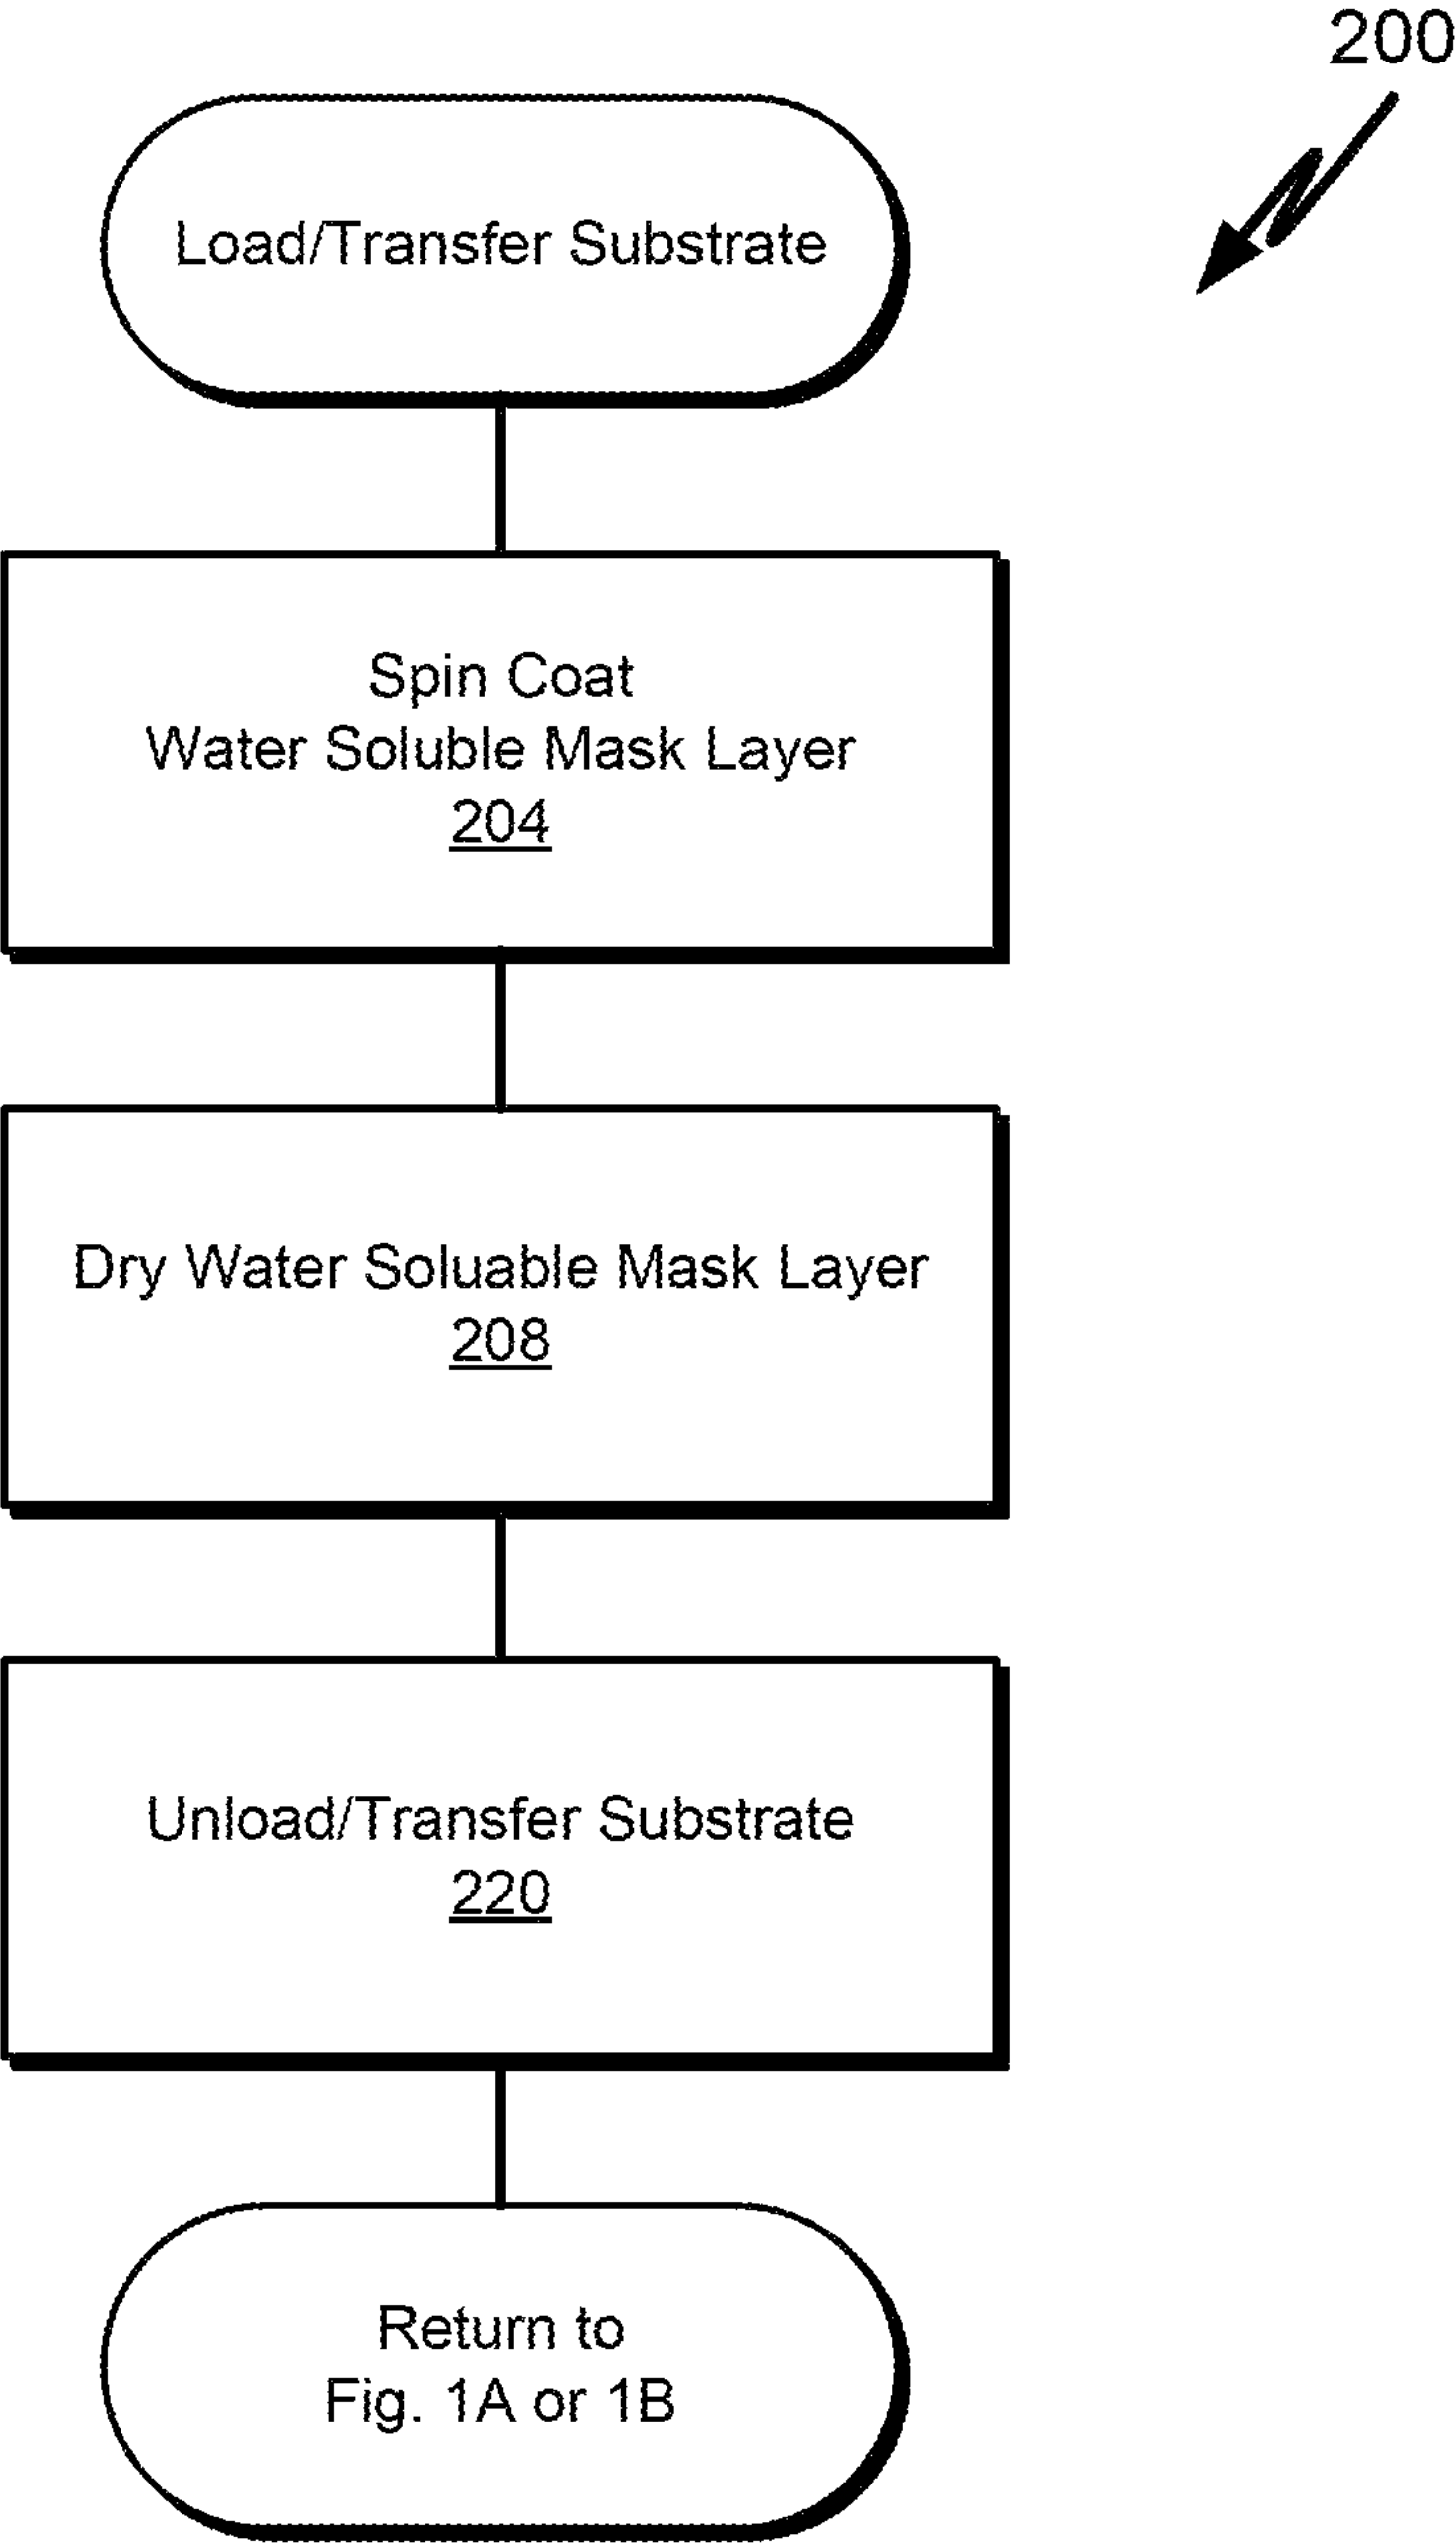 200
Load/Transfer Substrate
Spin Coat
Water Soluble Mask Layer
204
Dry Water Soluable Mask Layer
208
Unload/Transfer Substrate
220
Return to
Fig. 1A or 1B